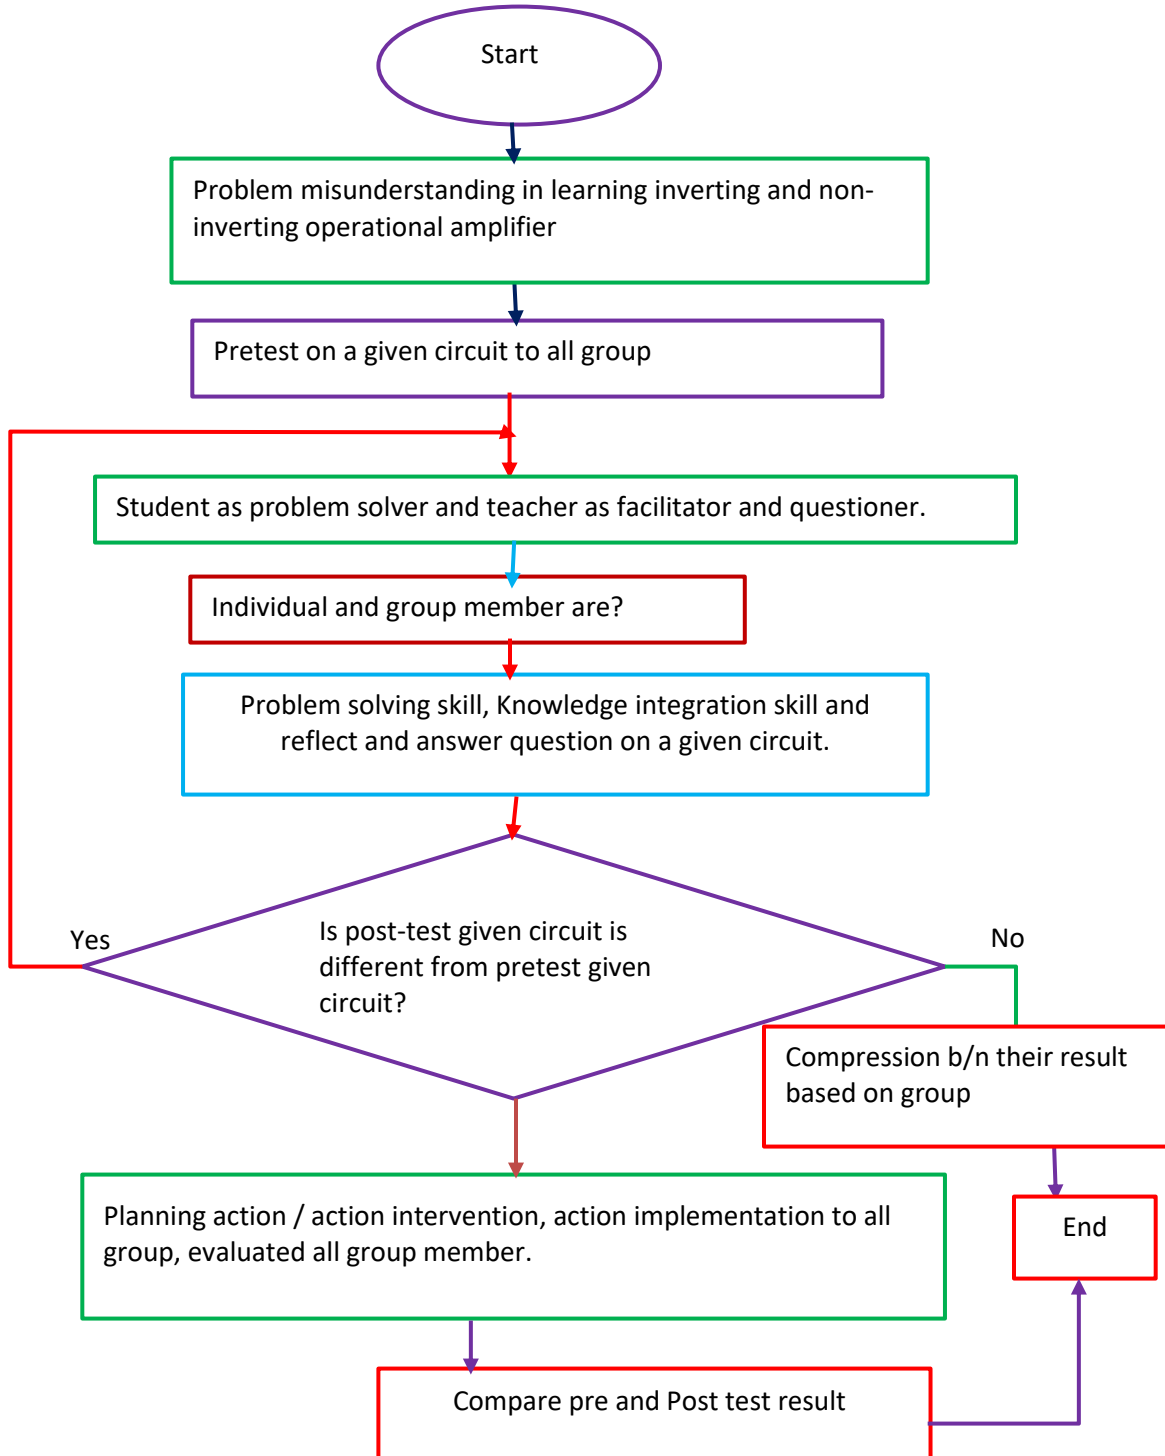 Start
Problem misunderstanding in learning inverting and non-
inverting operational amplifier
Pretest on a given circuit to all group
Student as problem solver and teacher as facilitator and questioner.
Individual and group member are?
Problem solving skill, Knowledge integration skill and
reflect and answer question on a given circuit.
Yes
Is post-test given circuit is
different from pretest given
circuit?
No
Compression b/n their result
based on group
Planning action / action intervention, action implementation to all
group, evaluated all group member.
End
Compare pre and Post test result